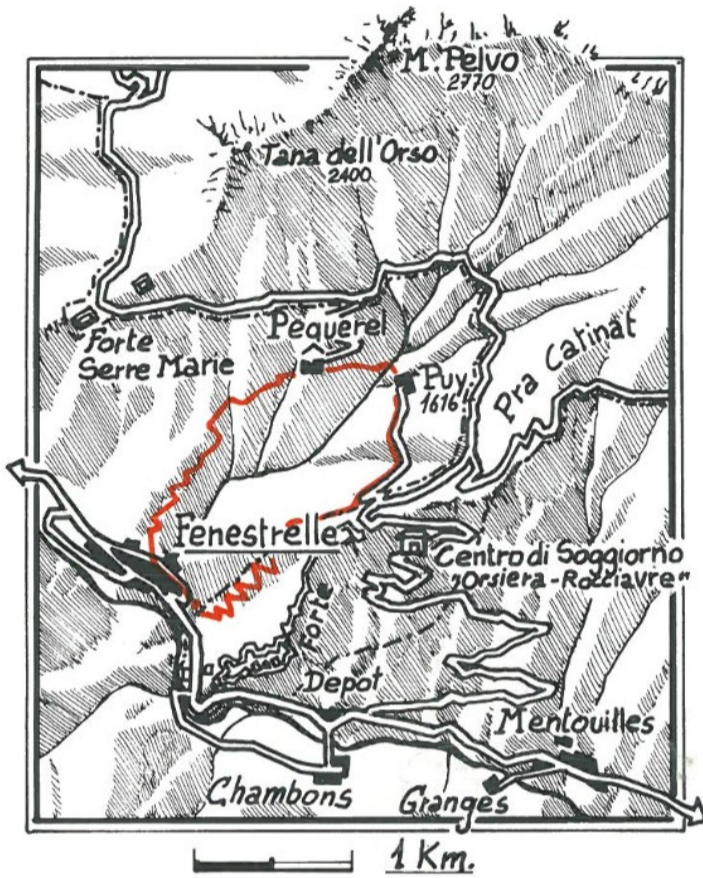 M. Pelvo
2770
Tana dell'Orso
2400
Pequerel
Forte
Serre Marie
Puy
1616
Pra Catinat
Fenestrelle
Centro di Soggiorno
"Orsiera-Rocciavre"
Forte
Depot
Mentouilles
Chambons
Granges
1 Km.